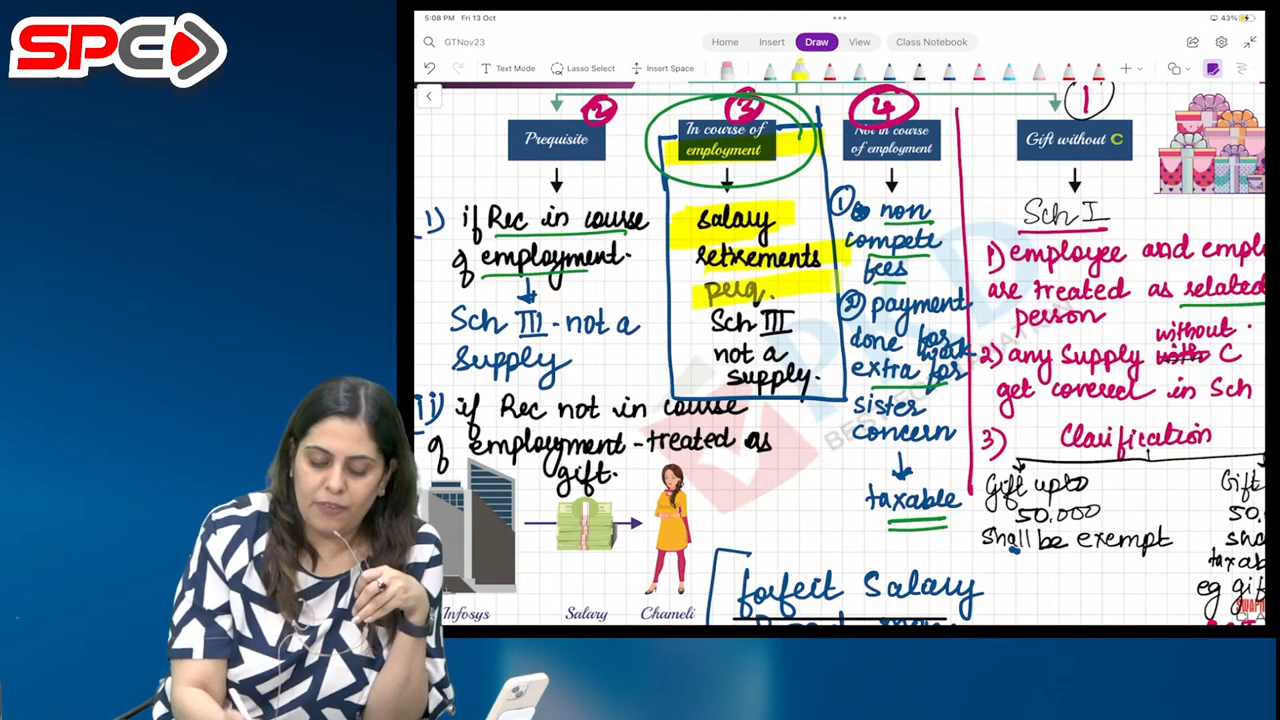 SPC
5:08 PM Fri 13 Oct
43%
GTNov23
Home Insert Draw View Class Notebook
Text Mode Lasso Select Insert Space
2 3 4 1
Prequisite
In course of
employment
Not in course
of employment
Gift without C
i) if Rec in course
of employment.
Sch III - not a
Supply
ii) if Rec not in course
of employment - treated as
gift.
salary
retirements
perq.
Sch III
not a
supply.
① non
compete
fees
② payment
done for
work
extra for
sister
concern
taxable
Sch I
1) employee and empl
are treated as related
person
without
2) any Supply with C
get covered in Sch
3) Clarification
Gift upto
50,000
shall be exempt
Gift
50,
sha
taxab
eg gif
Infosys
Salary
Chameli
forfeit Salary